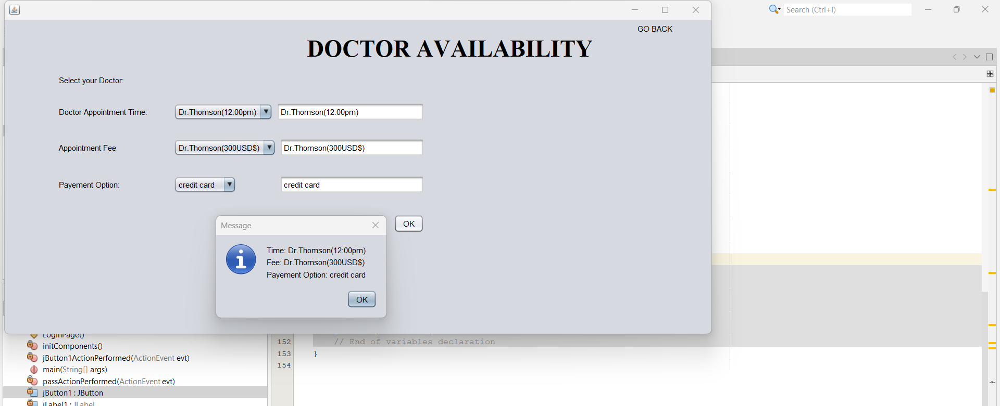 Search (Ctrl+I)
GO BACK
DOCTOR AVAILABILITY
Select your Doctor:
Doctor Appointment Time:
Dr.Thomson(12:00pm)
Dr.Thomson(12:00pm)
Appointment Fee
Dr.Thomson(300USD$)
Dr.Thomson(300USD$)
Payement Option:
credit card
credit card
OK
Message
Time: Dr.Thomson(12:00pm)
Fee: Dr.Thomson(300USD$)
Payement Option: credit card
OK
LoginPage()
initComponents()
jButton1ActionPerformed(ActionEvent evt)
main(String[] args)
passActionPerformed(ActionEvent evt)
jButton1 : JButton
jLabel1 : JLabel
152 // End of variables declaration
153 }
154